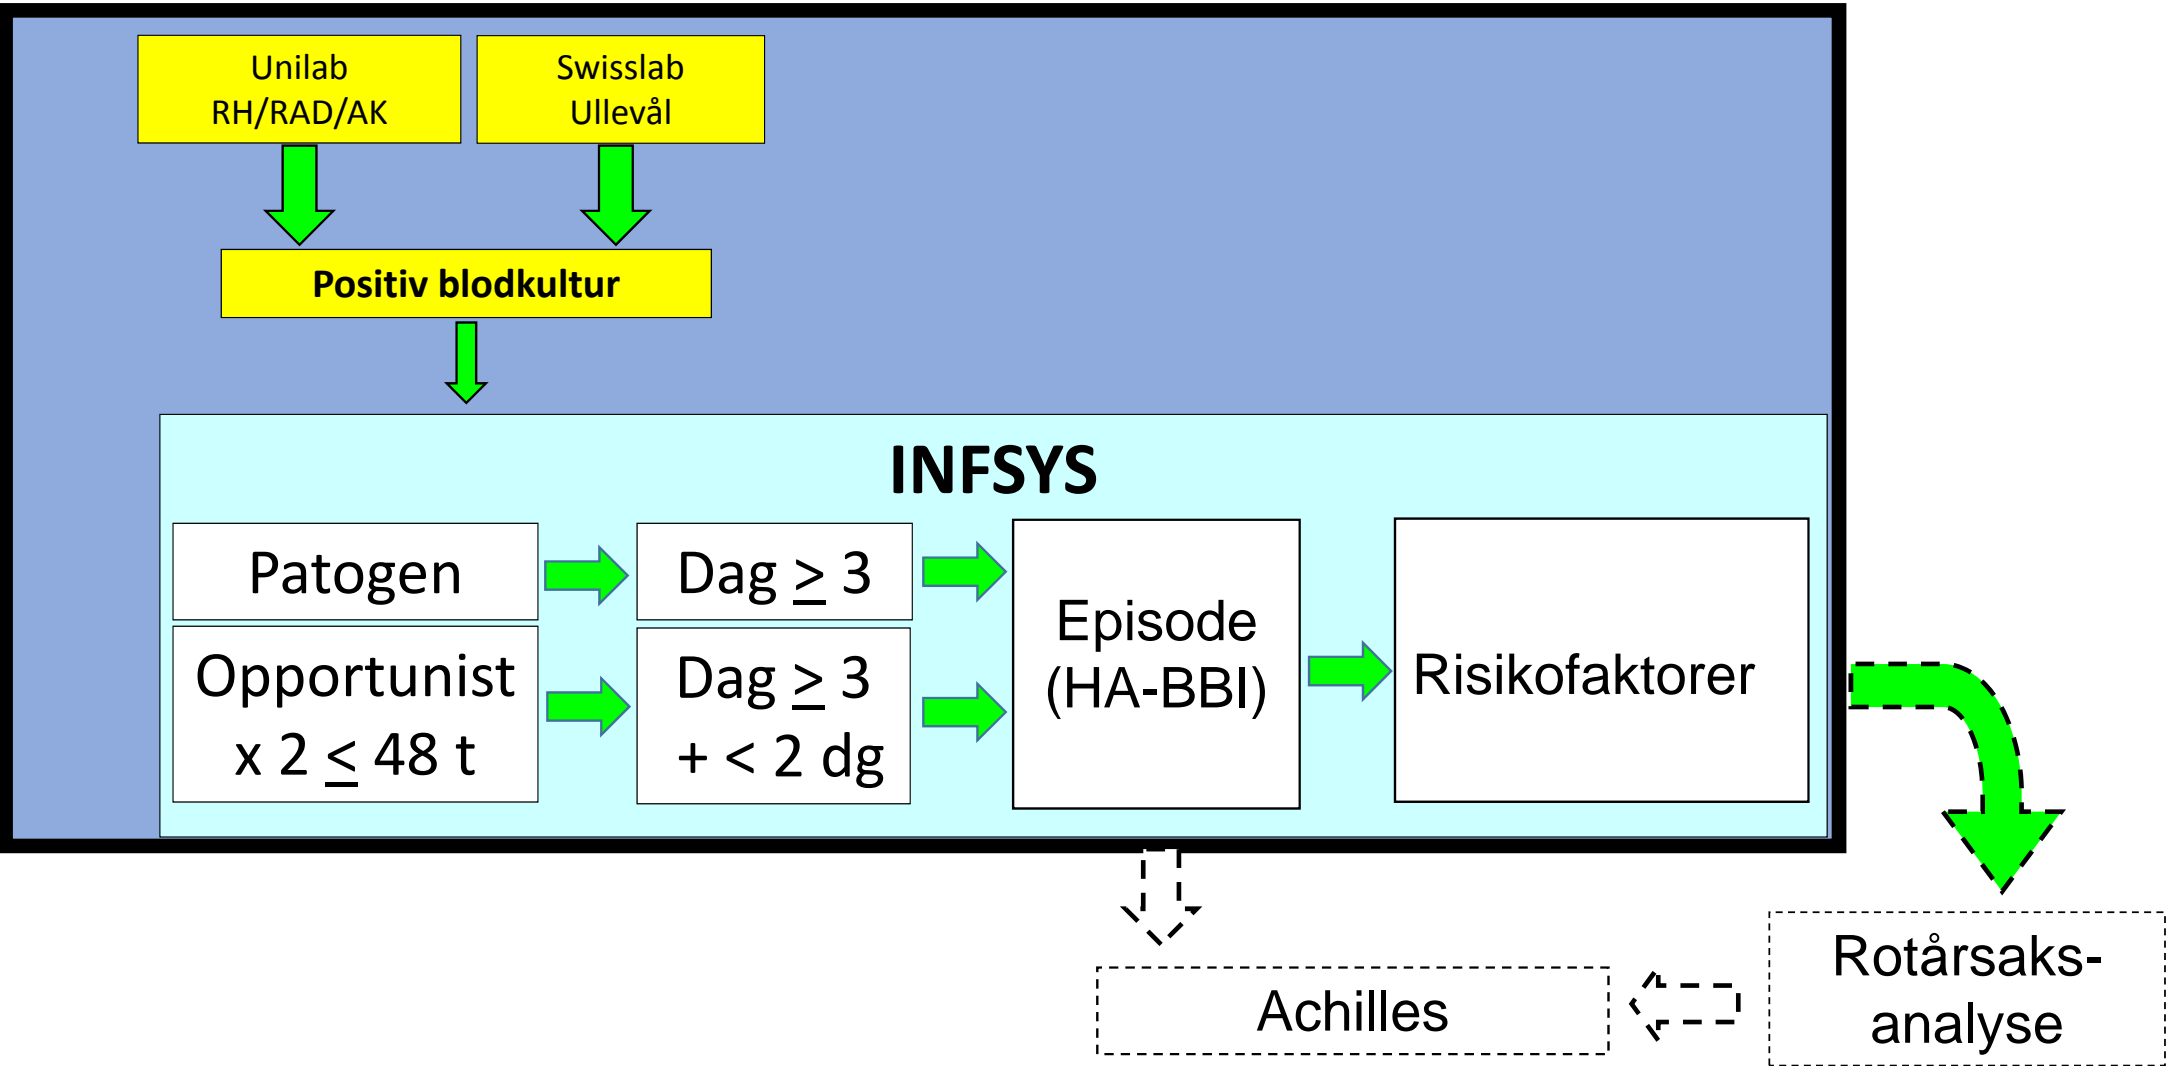 Unilab
RH/RAD/AK
Swisslab
Ullevål
Positiv blodkultur
INFSYS
Patogen
Dag ≥ 3
Opportunist
x 2 ≤ 48 t
Dag ≥ 3
+ < 2 dg
Episode
(HA-BBI)
Risikofaktorer
Achilles
Rotårsaks-
analyse